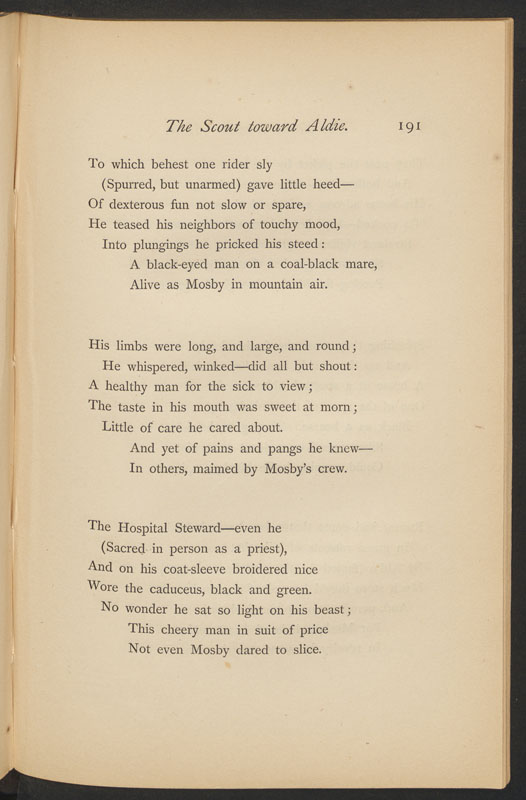 The Scout toward Aldie. 191
To which behest one rider sly
(Spurred, but unarmed) gave little heed—
Of dexterous fun not slow or spare,
He teased his neighbors of touchy mood,
Into plungings he pricked his steed:
A black-eyed man on a coal-black mare,
Alive as Mosby in mountain air.
His limbs were long, and large, and round;
He whispered, winked—did all but shout:
A healthy man for the sick to view;
The taste in his mouth was sweet at morn;
Little of care he cared about.
And yet of pains and pangs he knew—
In others, maimed by Mosby's crew.
The Hospital Steward—even he
(Sacred in person as a priest),
And on his coat-sleeve broidered nice
Wore the caduceus, black and green.
No wonder he sat so light on his beast;
This cheery man in suit of price
Not even Mosby dared to slice.